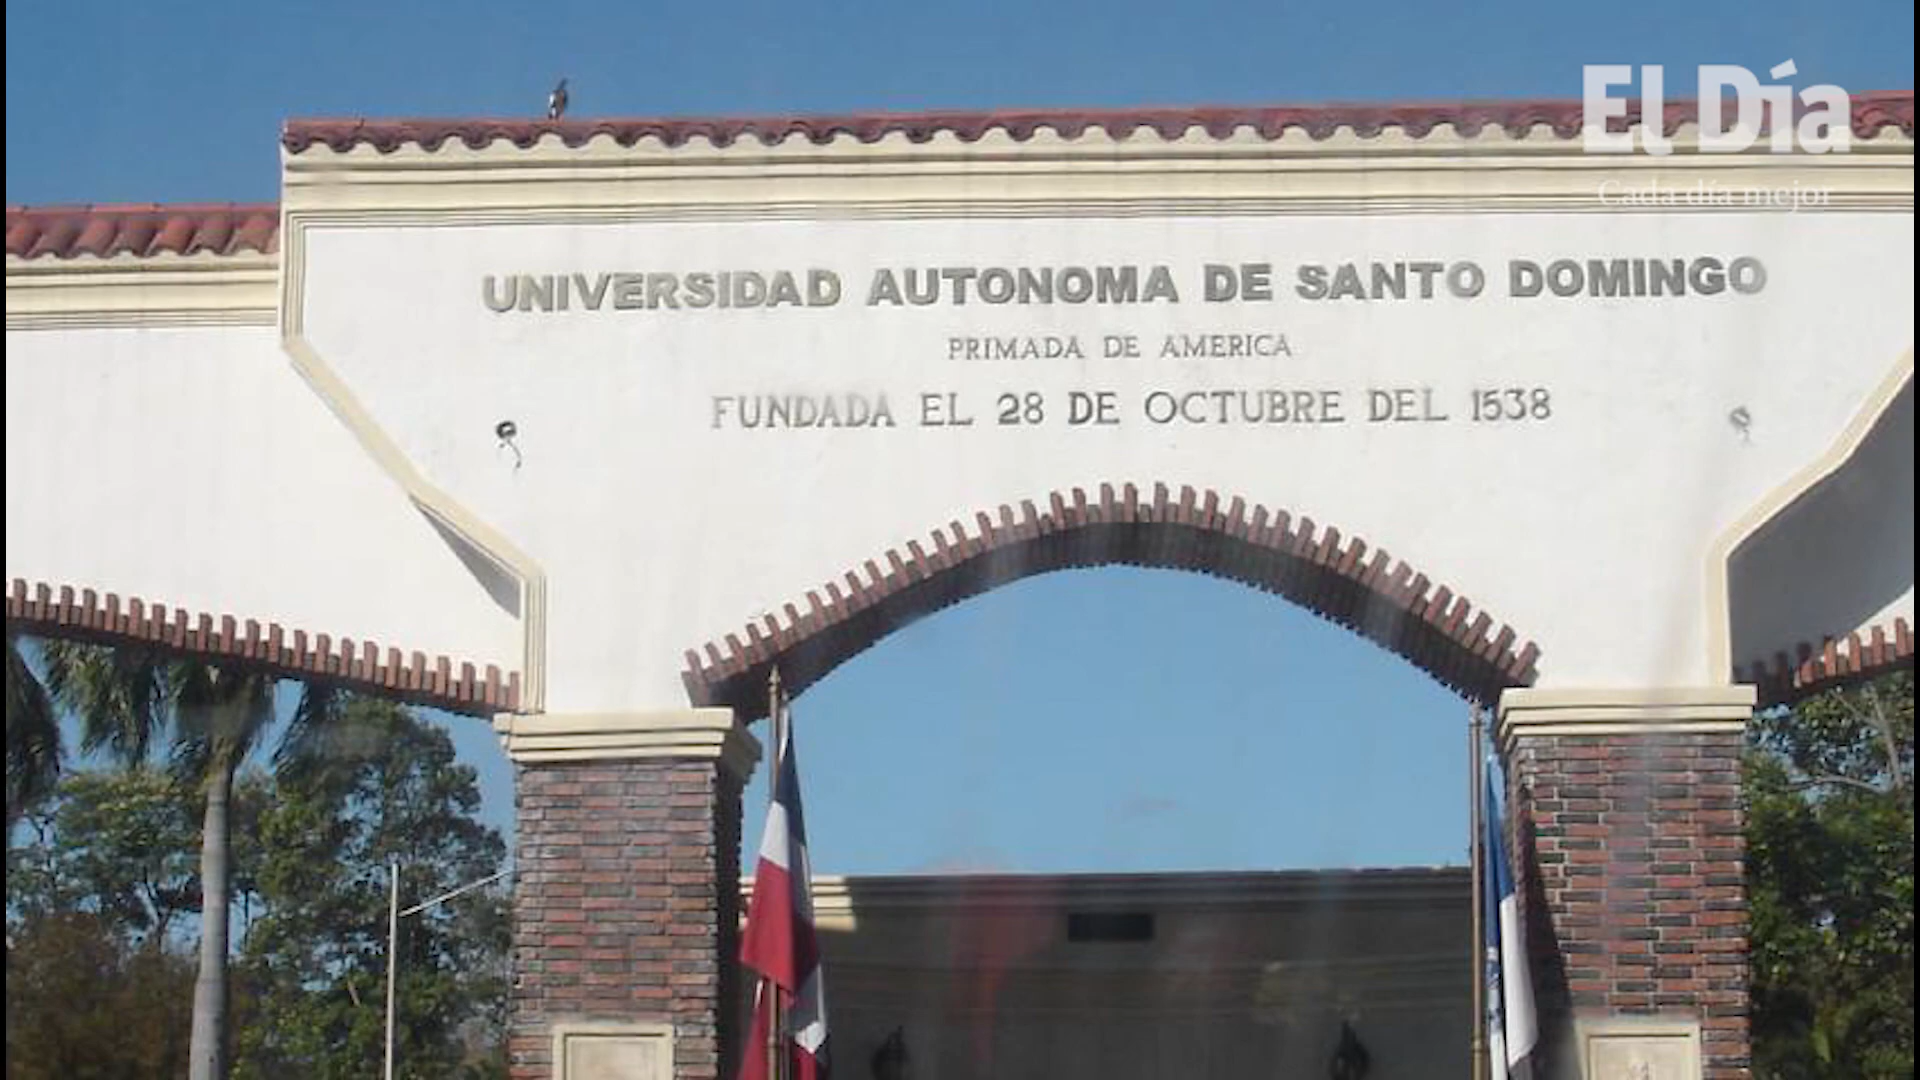 El Día
Cada día mejor
UNIVERSIDAD AUTONOMA DE SANTO DOMINGO
PRIMADA DE AMERICA
FUNDADA EL 28 DE OCTUBRE DEL 1538